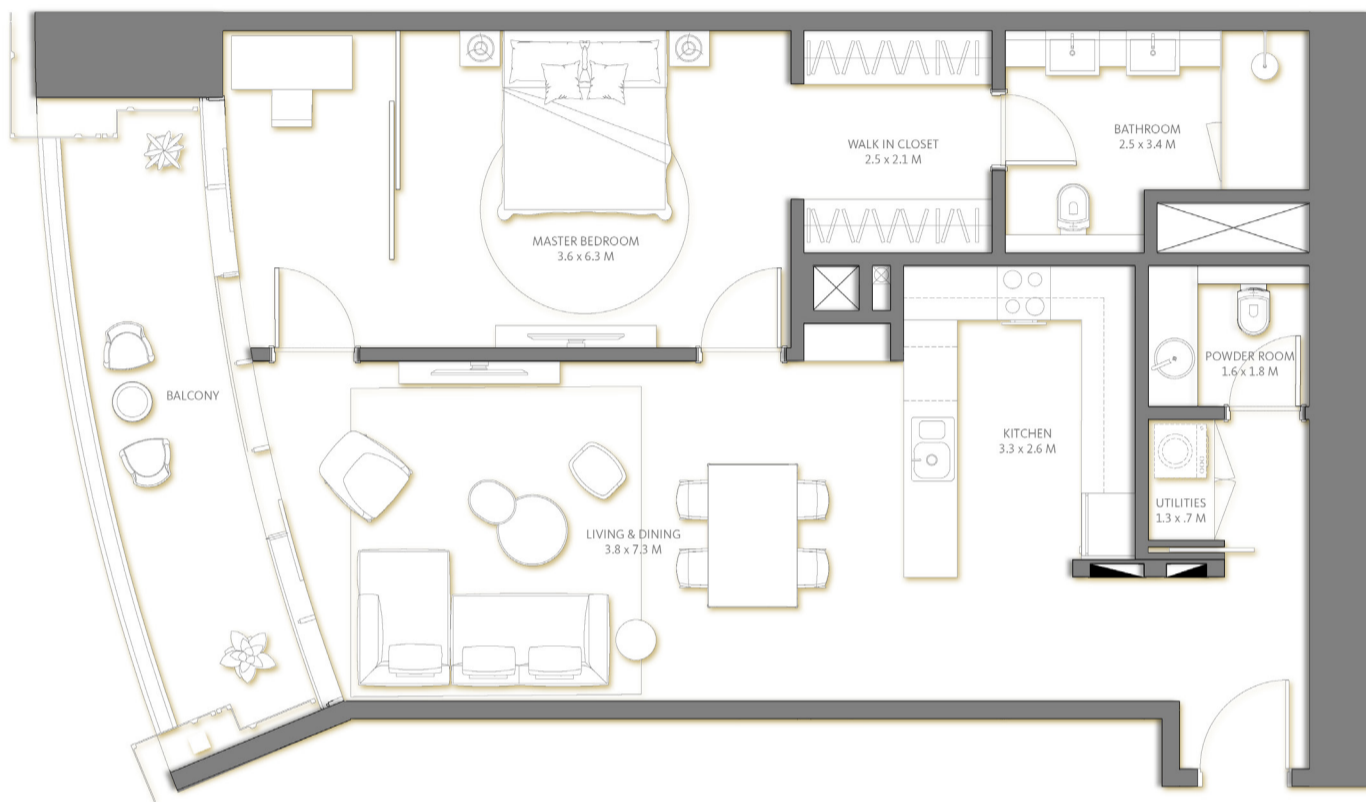 BATHROOM
2.5 x 3.4 M
WALK IN CLOSET
2.5 x 2.1 M
MASTER BEDROOM
3.6 x 6.3 M
POWDER ROOM
1.6 x 1.8 M
BALCONY
KITCHEN
3.3 x 2.6 M
UTILITIES
1.3 x .7 M
LIVING & DINING
3.8 x 7.3 M